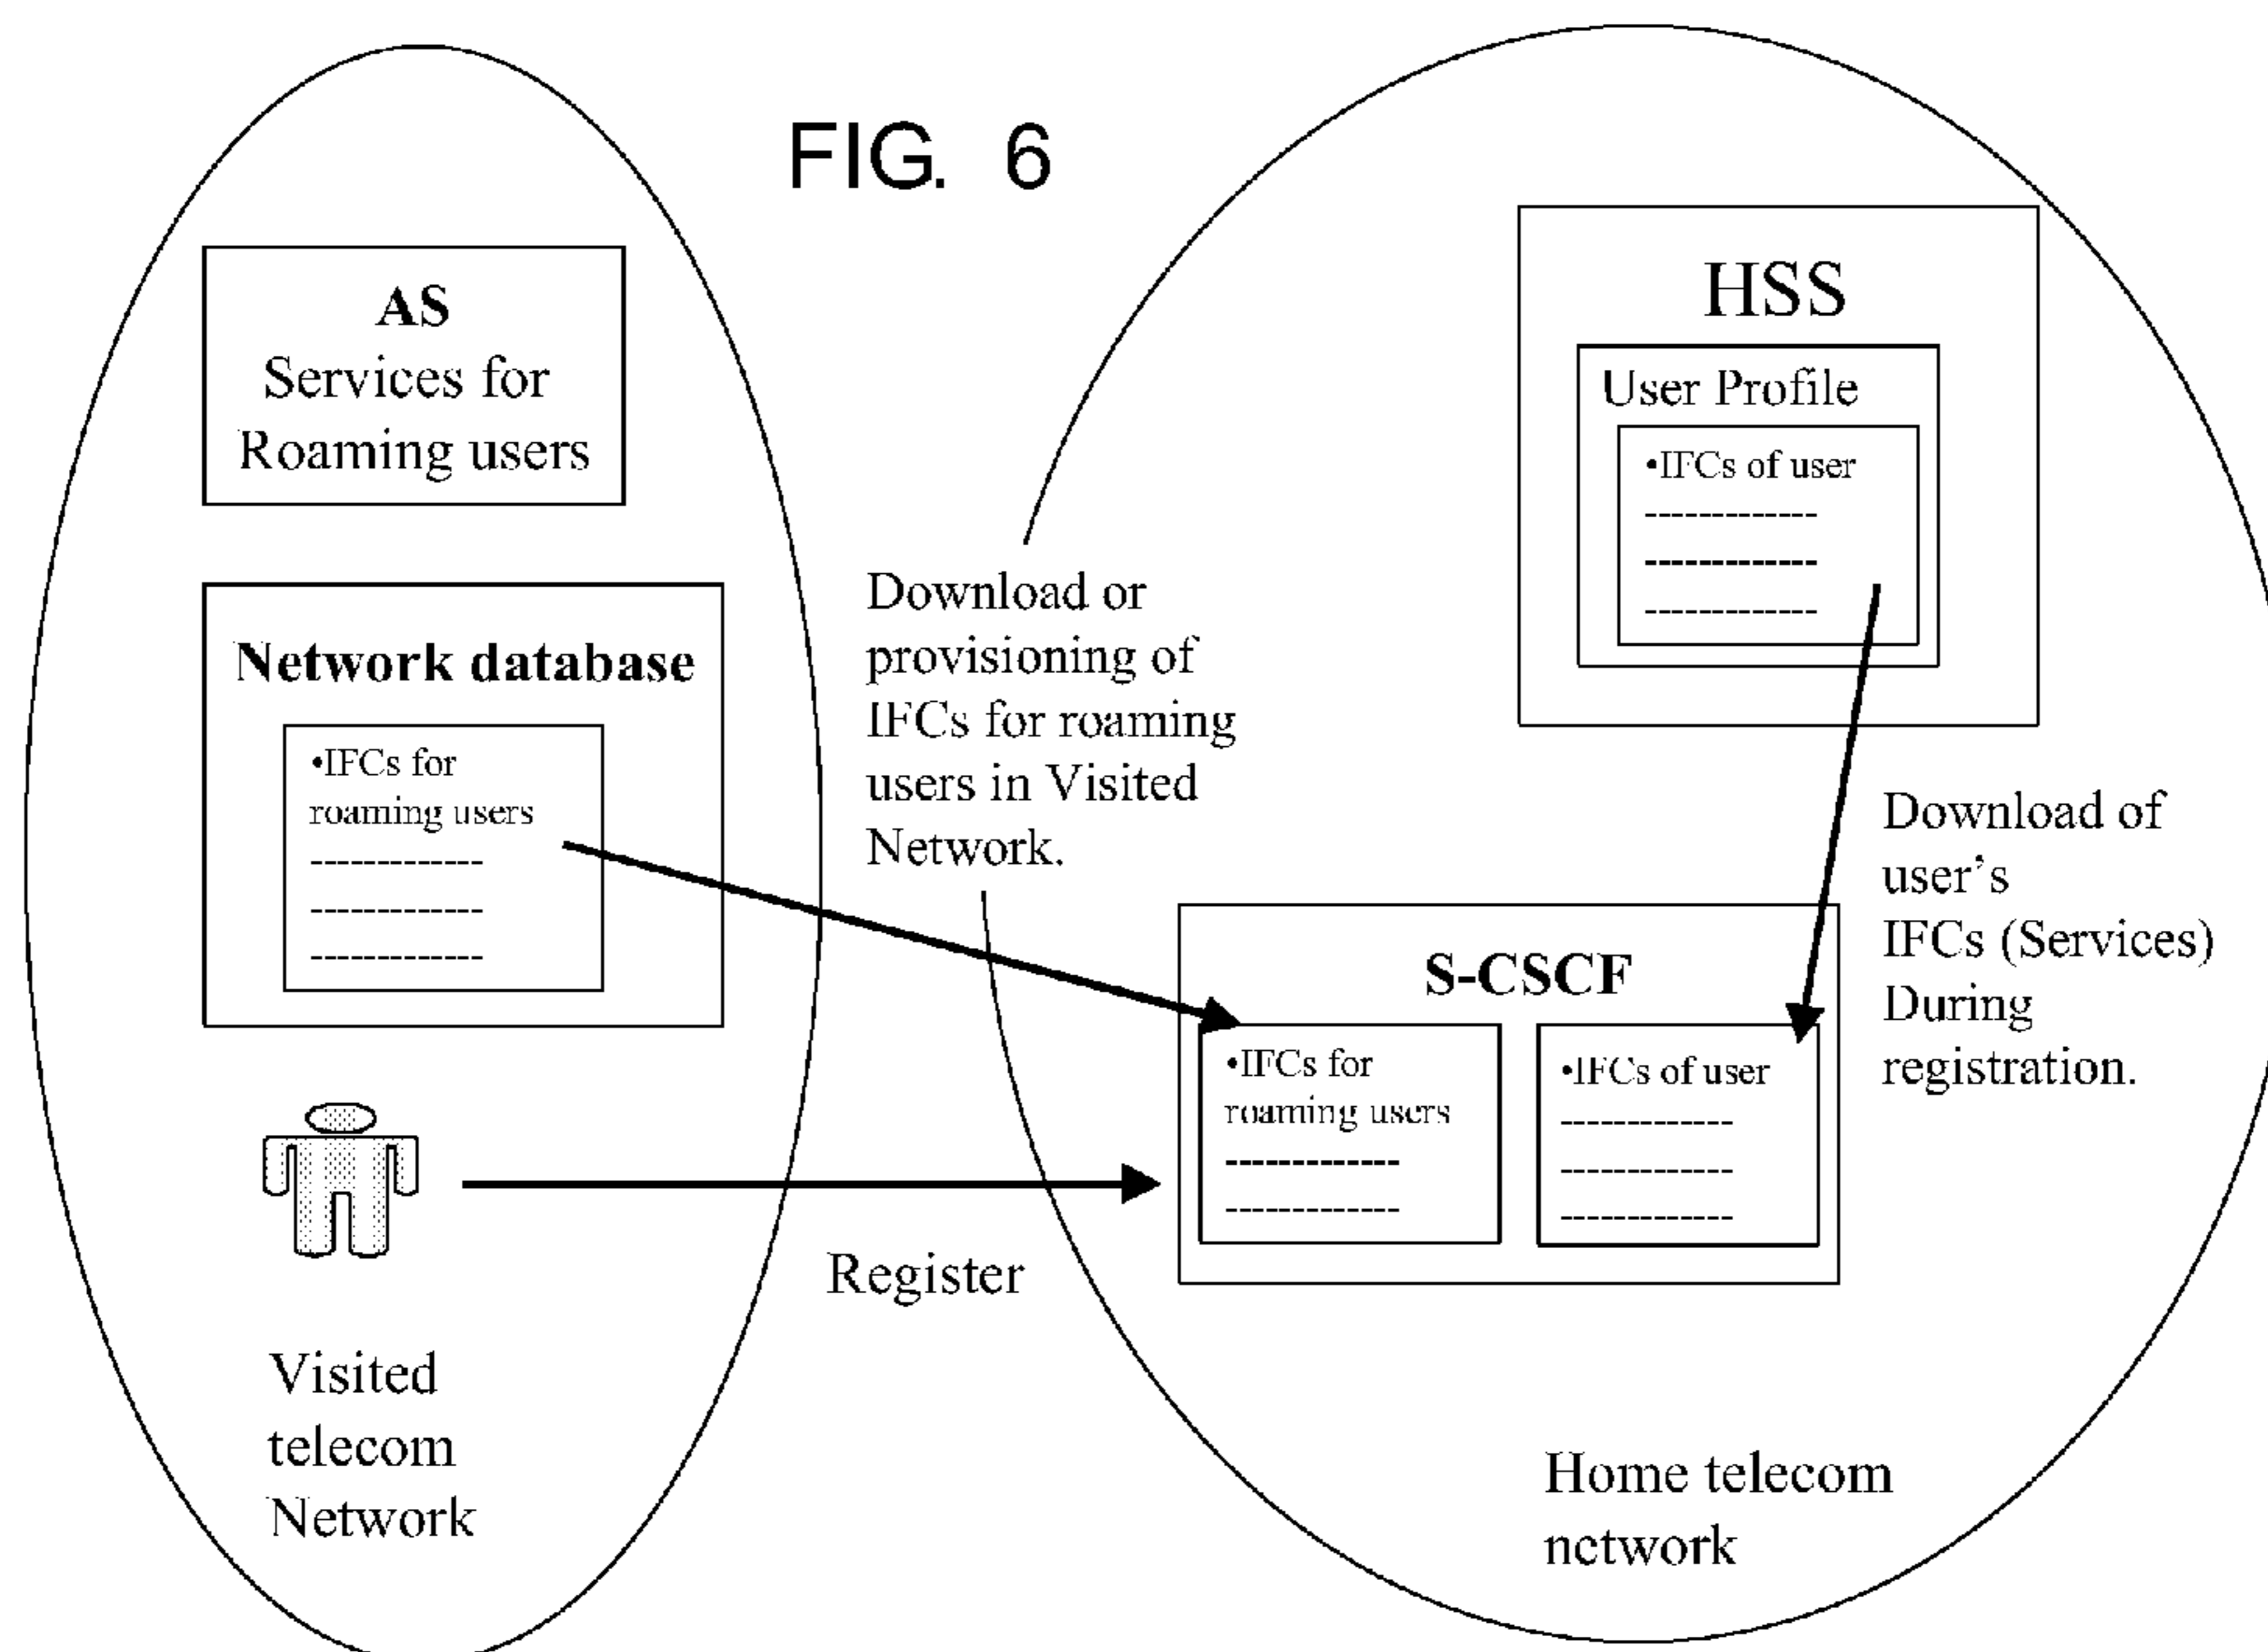 FIG. 6
AS
Services for
Roaming users
Network database
•IFCs for
roaming users
Visited
telecom
Network
Download or
provisioning of
IFCs for roaming
users in Visited
Network.
Register
HSS
User Profile
•IFCs of user
Download of
user's
IFCs (Services)
During
registration.
S-CSCF
•IFCs for
roaming users
•IFCs of user
Home telecom
network